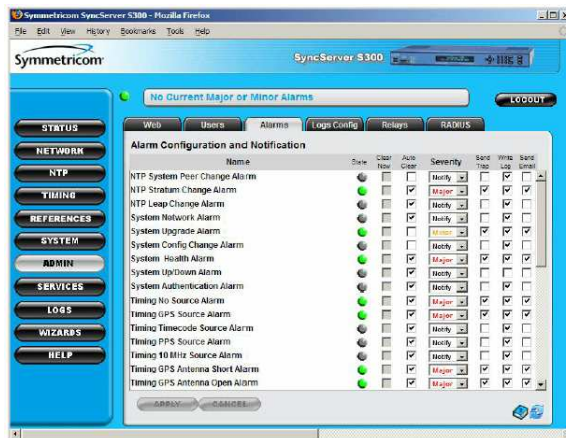 Symmetricom SyncServer S300 - Mozilla Firefox
File Edit View History Bookmarks Tools Help
Symmetricom
SyncServer S300
No Current Major or Minor Alarms
LOGOUT
Web Users Alarms Logs Config Relays RADIUS
STATUS
NETWORK
NTP
TIMING
REFERENCES
SYSTEM
ADMIN
SERVICES
LOGS
WIZARDS
HELP
Alarm Configuration and Notification
Name State Clear Now Auto Clear Severity Send Trap Write Log Send Email
NTP System Peer Change Alarm Notify
NTP Stratum Change Alarm Major
NTP Leap Change Alarm Notify
System Network Alarm Notify
System Upgrade Alarm Minor
System Config Change Alarm Notify
System Health Alarm Major
System Up/Down Alarm Notify
System Authentication Alarm Notify
Timing No Source Alarm Major
Timing GPS Source Alarm Major
Timing Timecode Source Alarm Notify
Timing PPS Source Alarm Notify
Timing 10 MHz Source Alarm Notify
Timing GPS Antenna Short Alarm Major
Timing GPS Antenna Open Alarm Major
APPLY CANCEL